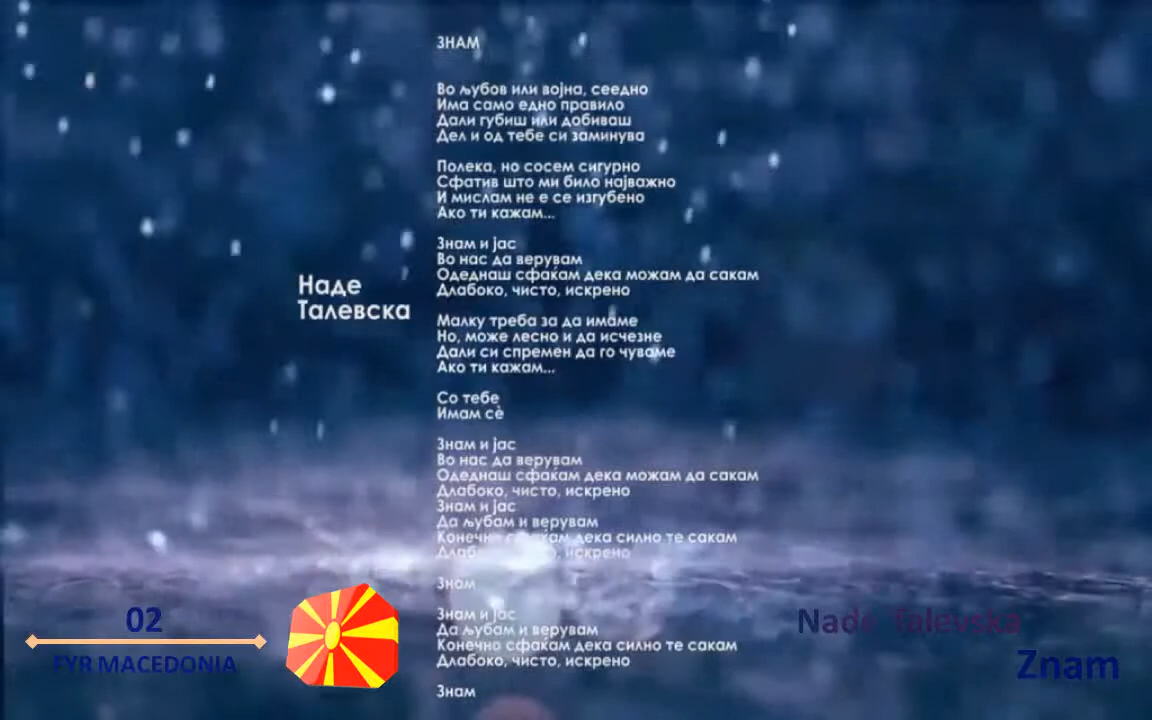 ЗНАМ
Во љубов или војна, сеедно
Има само едно правило
Дали губиш или добиваш
Дел и од тебе си заминува
Полека, но сосем сигурно
Сфатив што ми било најважно
И мислам не е се изгубено
Ако ти кажам...
Знам и јас
Во нас да верувам
Одеднаш сфаќам дека можам да сакам
Длабоко, чисто, искрено
Наде
Талевска
Малку треба за да имаме
Но, може лесно и да исчезне
Дали си спремен да го чуваме
Ако ти кажам...
Со тебе
Имам сѐ
Знам и јас
Во нас да верувам
Одеднаш сфаќам дека можам да сакам
Длабоко, чисто, искрено
Знам и јас
Да љубам и верувам
Конечно сфаќам дека силно те сакам
Длабоко, чисто, искрено
Знам
Знам и јас
Да љубам и верувам
Конечно сфаќам дека силно те сакам
Длабоко, чисто, искрено
Знам
02
FYR MACEDONIA
Nade Talevska
Znam